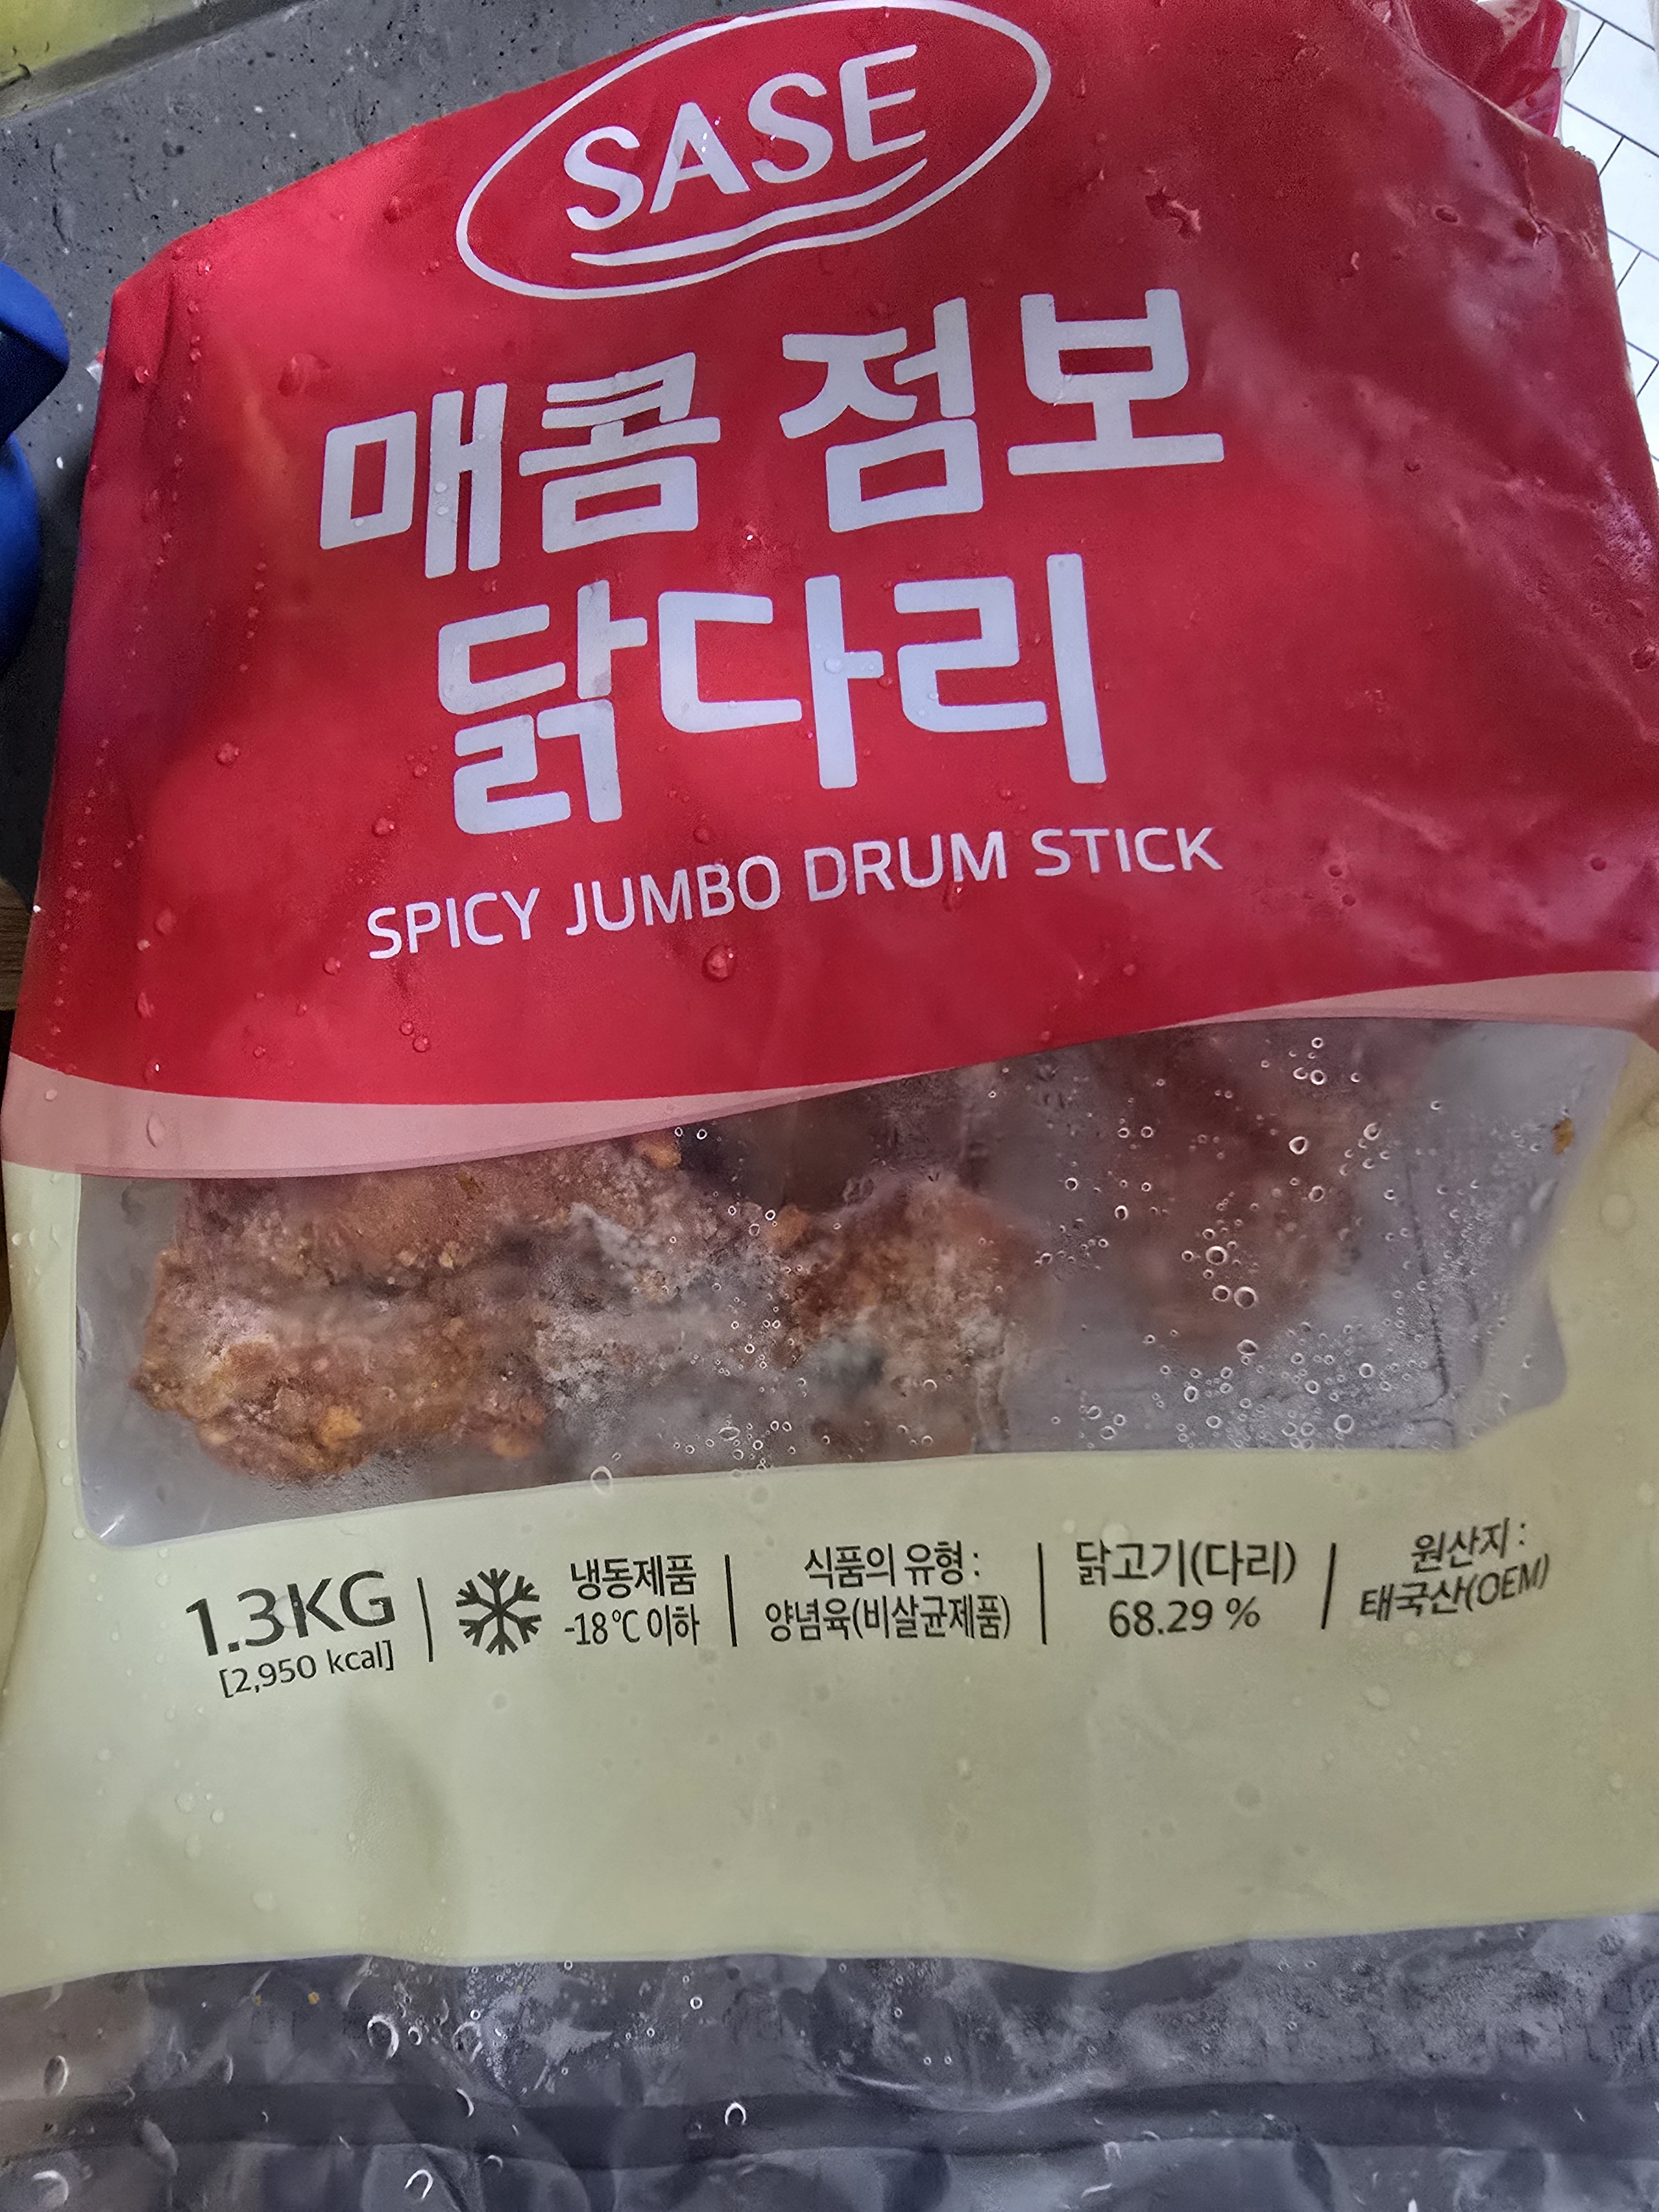 SASE
매콤 점보
닭다리
SPICY JUMBO DRUM STICK
1.3KG
[2,950 kcal]
냉동제품
-18℃ 이하
식품의 유형 :
양념육(비살균제품)
닭고기(다리)
68.29 %
원산지 :
태국산(OEM)